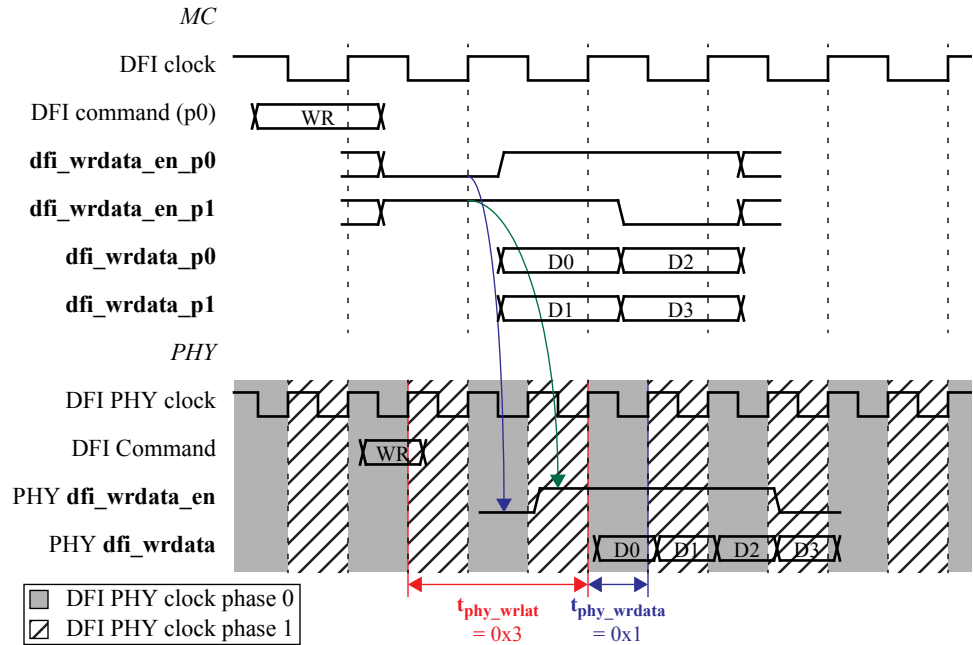 MC
DFI clock
DFI command (p0)
WR
dfi_wrdata_en_p0
dfi_wrdata_en_p1
dfi_wrdata_p0
D0
D2
dfi_wrdata_p1
D1
D3
PHY
DFI PHY clock
DFI Command
WR
PHY dfi_wrdata_en
PHY dfi_wrdata
D0
D1
D2
D3
DFI PHY clock phase 0
DFI PHY clock phase 1
tphy_wrlat
= 0x3
tphy_wrdata
= 0x1